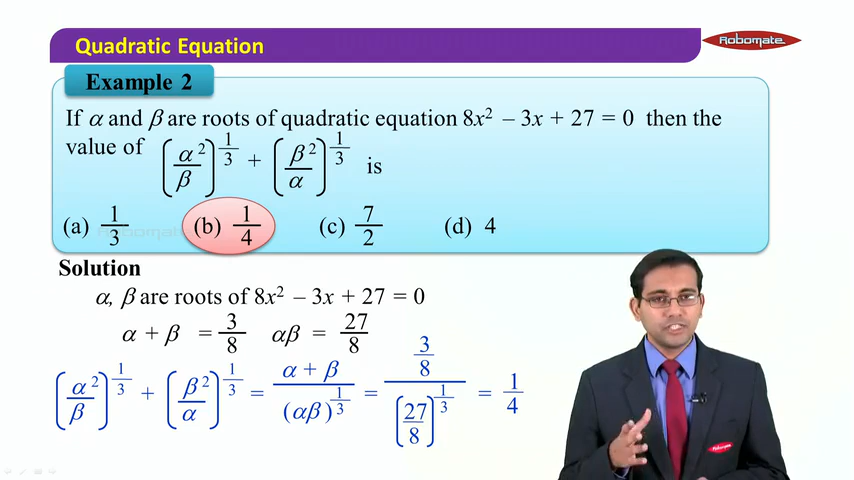 Quadratic Equation
Robomate
Example 2
If α and β are roots of quadratic equation 8x² – 3x + 27 = 0 then the
value of (α²/β)^(1/3) + (β²/α)^(1/3) is
(a) 1/3 (b) 1/4 (c) 7/2 (d) 4
Robomate
Solution
α, β are roots of 8x² – 3x + 27 = 0
α + β = 3/8 αβ = 27/8
(α²/β)^(1/3) + (β²/α)^(1/3) = (α + β)/(αβ)^(1/3) = (3/8)/(27/8)^(1/3) = 1/4
Robomate